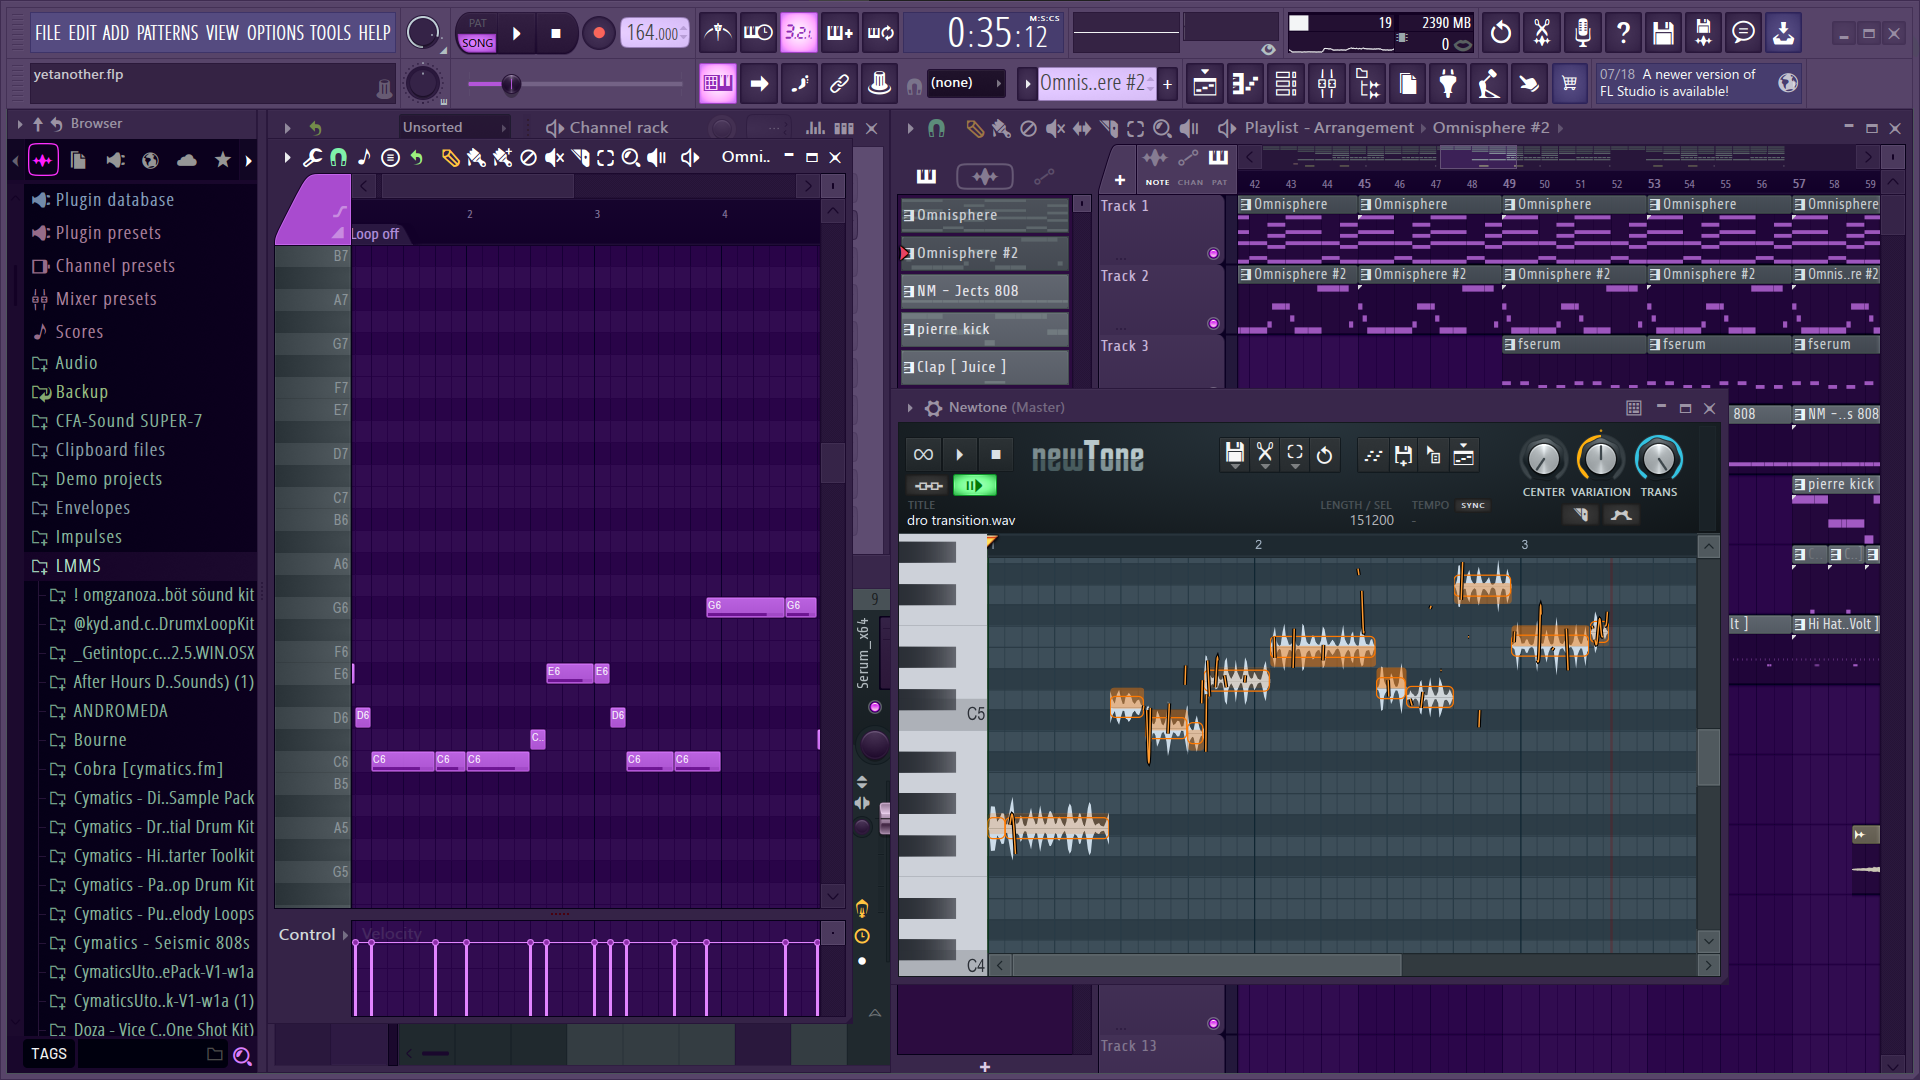 FILE EDIT ADD PATTERNS VIEW OPTIONS TOOLS HELP
yetanother.flp
PAT
SONG
164.000
3.2.
0:35:12
M:S:CS
19
2390 MB
0
(none)
Omnis..ere #2
07/18 A newer version of
FL Studio is available!
Browser
Plugin database
Plugin presets
Channel presets
Mixer presets
Scores
Audio
Backup
CFA-Sound SUPER-7
Clipboard files
Demo projects
Envelopes
Impulses
LMMS
! omgzanoza..böt söund kit
@kyd.and.c..DrumxLoopKit
_Getintopc.c...2.5.WIN.OSX
After Hours D..Sounds) (1)
ANDROMEDA
Bourne
Cobra [cymatics.fm]
Cymatics - Di..Sample Pack
Cymatics - Dr..tial Drum Kit
Cymatics - Hi..tarter Toolkit
Cymatics - Pa..op Drum Kit
Cymatics - Pu..elody Loops
Cymatics - Seismic 808s
CymaticsUto..ePack-V1-w1a
CymaticsUto..k-V1-w1a (1)
Doza - Vice C..One Shot Kit)
TAGS
Unsorted
Channel rack
Omni..
2 3 4
Loop off
B7
A7
G7
F7
E7
D7
C7
B6
A6
G6
F6
E6
D6
C6
B5
A5
G5
G6 G6
E6 E6
D6 D6
C..
C6 C6 C6 C6 C6
Control
Velocity
9
Serum_x64
Playlist - Arrangement
Omnisphere #2
NOTE CHAN PAT
42 43 44 45 46 47 48 49 50 51 52 53 54 55 56 57 58 59
Omnisphere
Omnisphere #2
NM - Jects 808
pierre kick
Clap [ Juice ]
Track 1
Omnisphere Omnisphere Omnisphere Omnisphere Omnisphere
Track 2
Omnisphere #2 Omnisphere #2 Omnisphere #2 Omnisphere #2 Omnis..re #2
Track 3
fserum fserum fserum
808 NM -..s 808
pierre kick
lt ] Hi Hat..Volt ]
Track 13
Newtone (Master)
newTone
TITLE
dro transition.wav
LENGTH / SEL
151200
TEMPO
-
SYNC
CENTER VARIATION TRANS
1 2 3
C5
C4